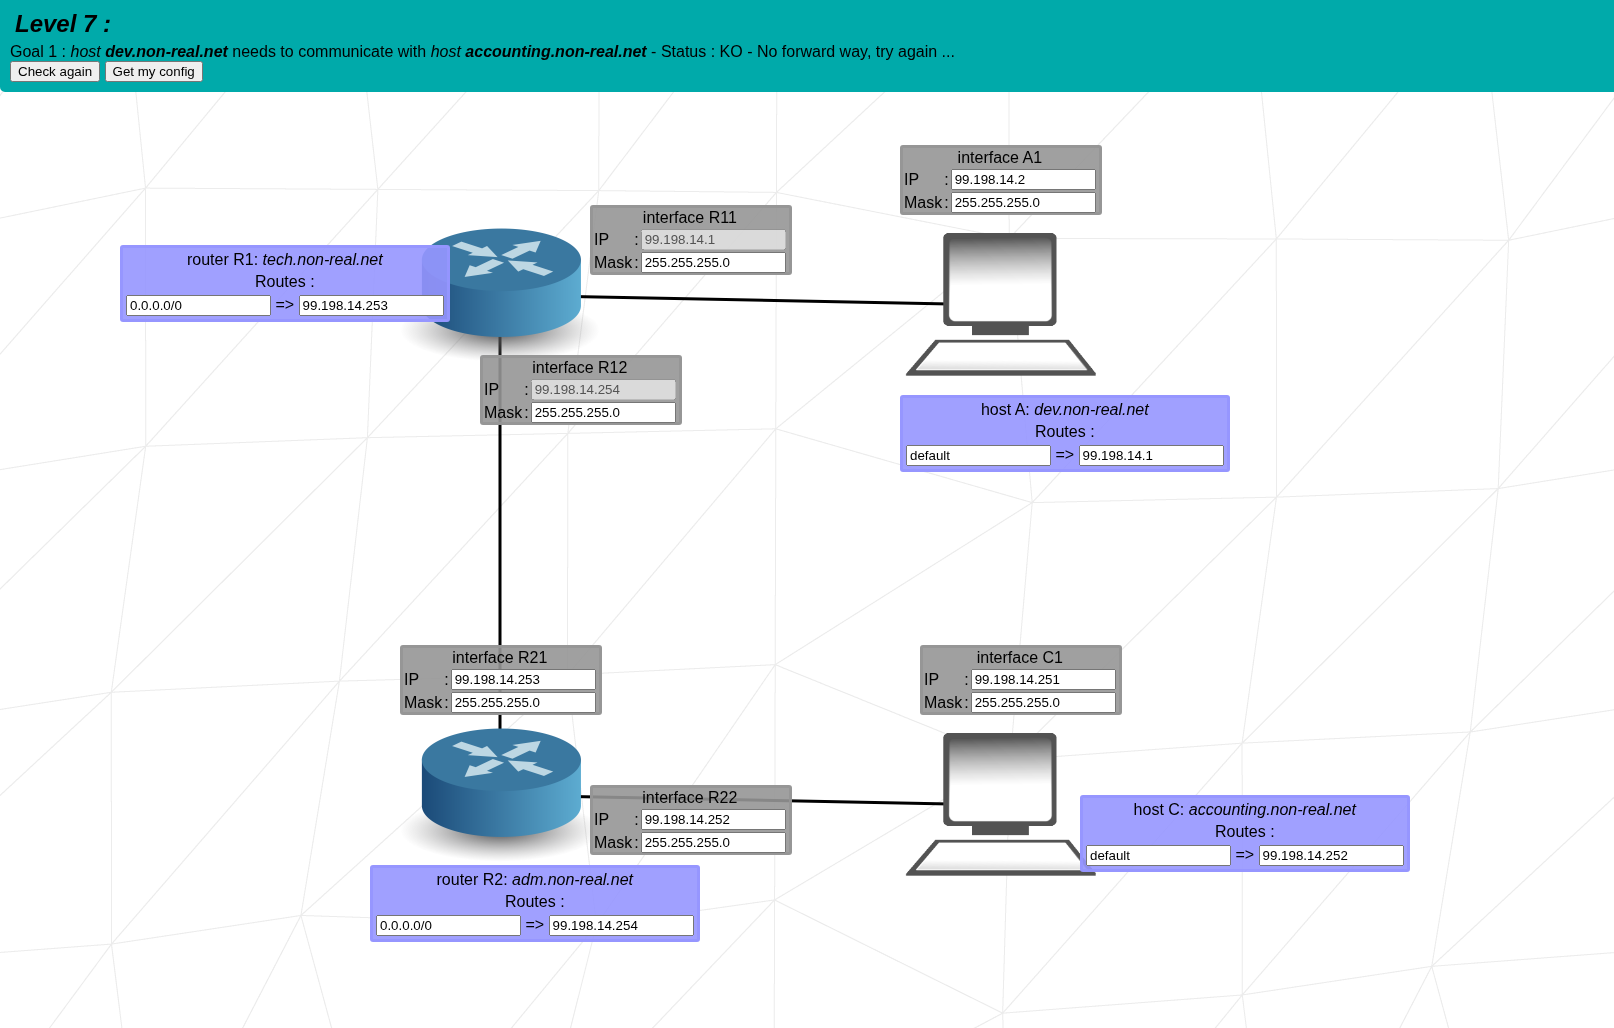 Level 7 :
Goal 1 : host dev.non-real.net needs to communicate with host accounting.non-real.net - Status : KO - No forward way, try again ...
Check again Get my config
interface A1
IP : 99.198.14.2
Mask : 255.255.255.0
interface R11
IP : 99.198.14.1
Mask : 255.255.255.0
router R1: tech.non-real.net
Routes :
0.0.0.0/0 => 99.198.14.253
interface R12
IP : 99.198.14.254
Mask : 255.255.255.0
host A: dev.non-real.net
Routes :
default => 99.198.14.1
interface R21
IP : 99.198.14.253
Mask : 255.255.255.0
interface C1
IP : 99.198.14.251
Mask : 255.255.255.0
interface R22
IP : 99.198.14.252
Mask : 255.255.255.0
host C: accounting.non-real.net
Routes :
default => 99.198.14.252
router R2: adm.non-real.net
Routes :
0.0.0.0/0 => 99.198.14.254